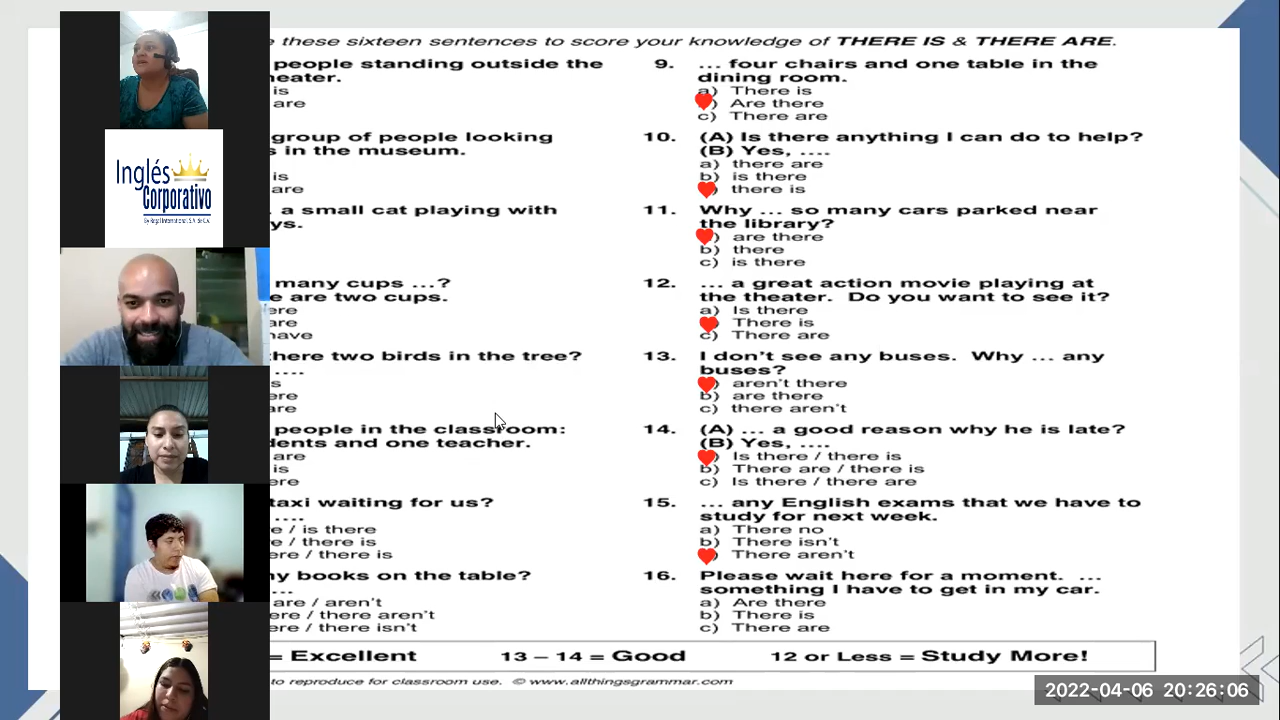 Inglés
Corporativo
By Regal International, S.A. de C.V.
e these sixteen sentences to score your knowledge of THERE IS & THERE ARE.
people standing outside the
heater.
is
are
group of people looking
s in the museum.
is
are
. a small cat playing with
ys.
many cups ...?
e are two cups.
ere
are
have
there two birds in the tree?
....
s
ere
are
people in the classroom:
dents and one teacher.
are
is
ere
taxi waiting for us?
....
e / is there
e / there is
ere / there is
ny books on the table?
...
are / aren't
ere / there aren't
ere / there isn't
9. ... four chairs and one table in the
dining room.
a) There is
) Are there
c) There are
10. (A) Is there anything I can do to help?
(B) Yes, ....
a) there are
b) is there
) there is
11. Why ... so many cars parked near
the library?
) are there
b) there
c) is there
12. ... a great action movie playing at
the theater. Do you want to see it?
a) Is there
) There is
c) There are
13. I don't see any buses. Why ... any
buses?
) aren't there
b) are there
c) there aren't
14. (A) ... a good reason why he is late?
(B) Yes, ....
) Is there / there is
b) There are / there is
c) Is there / there are
15. ... any English exams that we have to
study for next week.
a) There no
b) There isn't
) There aren't
16. Please wait here for a moment. ...
something I have to get in my car.
a) Are there
b) There is
c) There are
= Excellent 13 – 14 = Good 12 or Less = Study More!
to reproduce for classroom use. © www.allthingsgrammar.com
2022-04-06 20:26:06